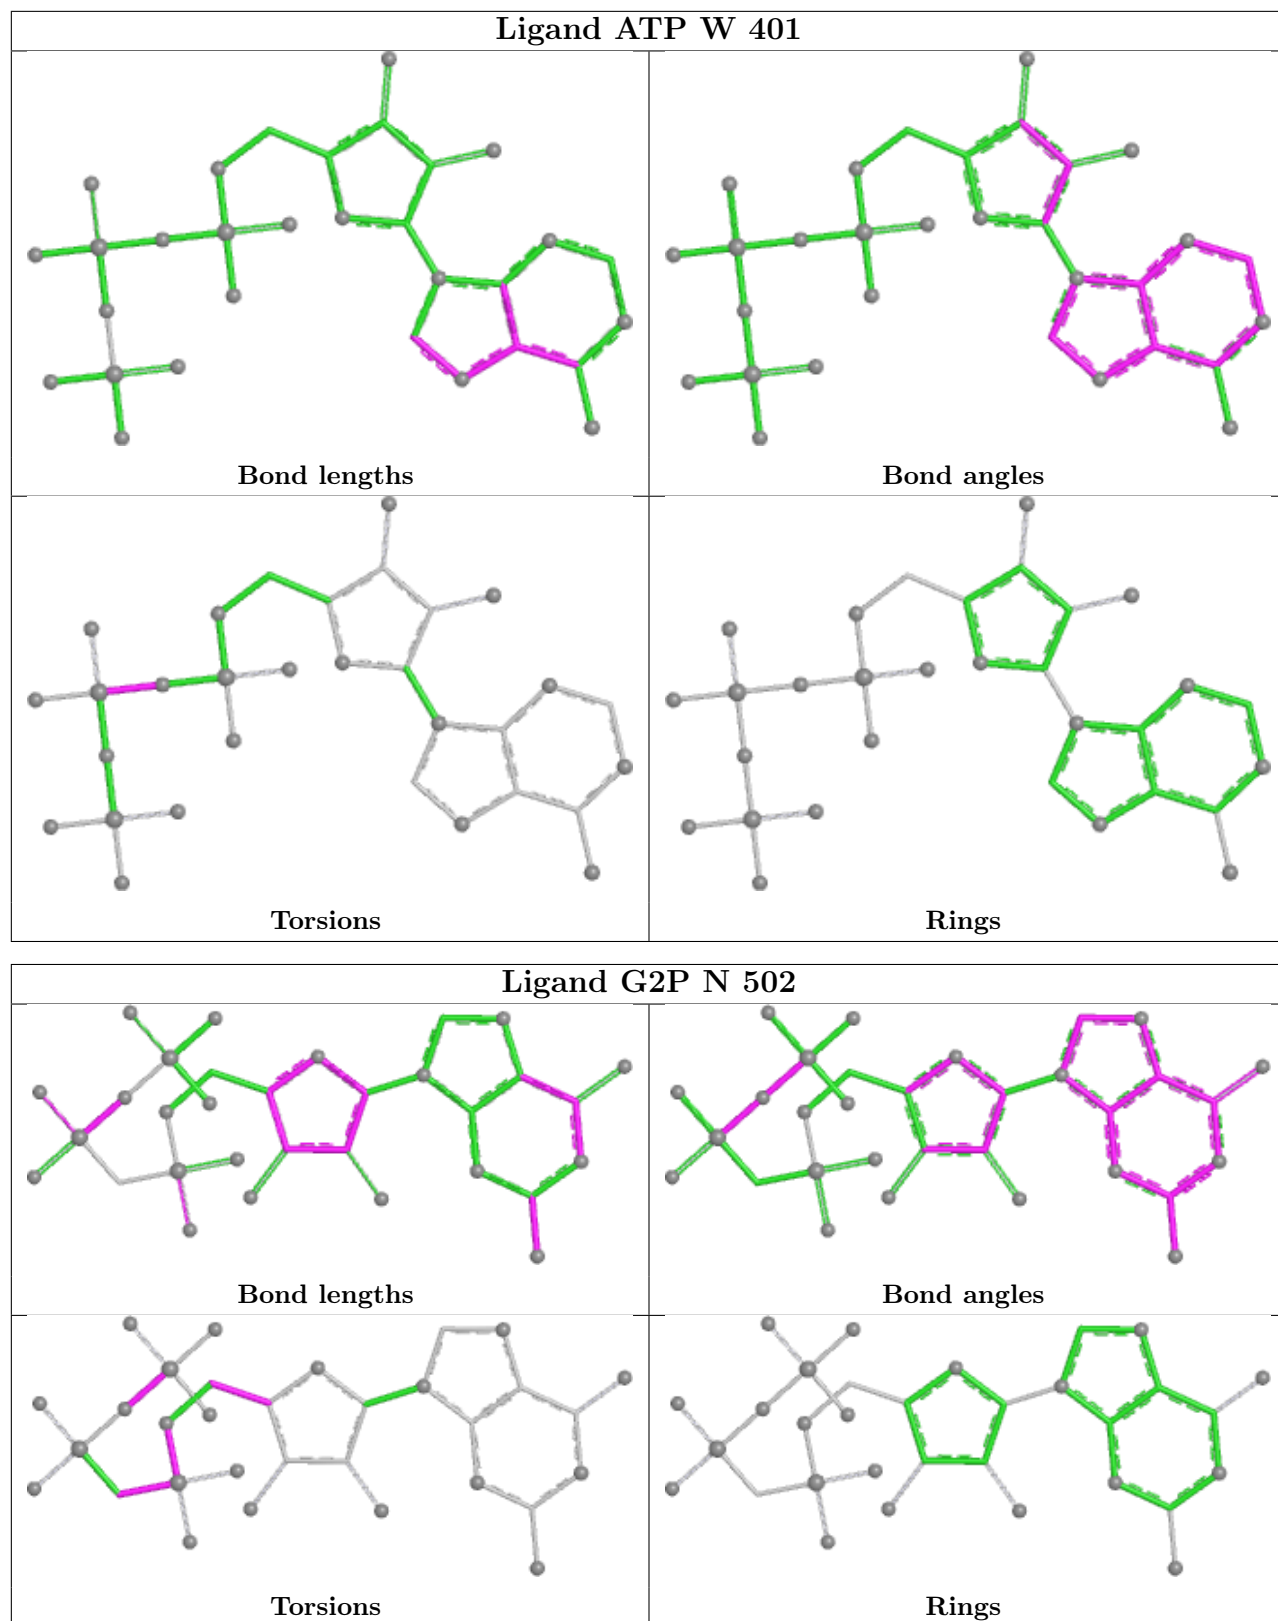 Ligand ATP W 401
Bond lengths
Bond angles
Torsions
Rings
Ligand G2P N 502
Bond lengths
Bond angles
Torsions
Rings